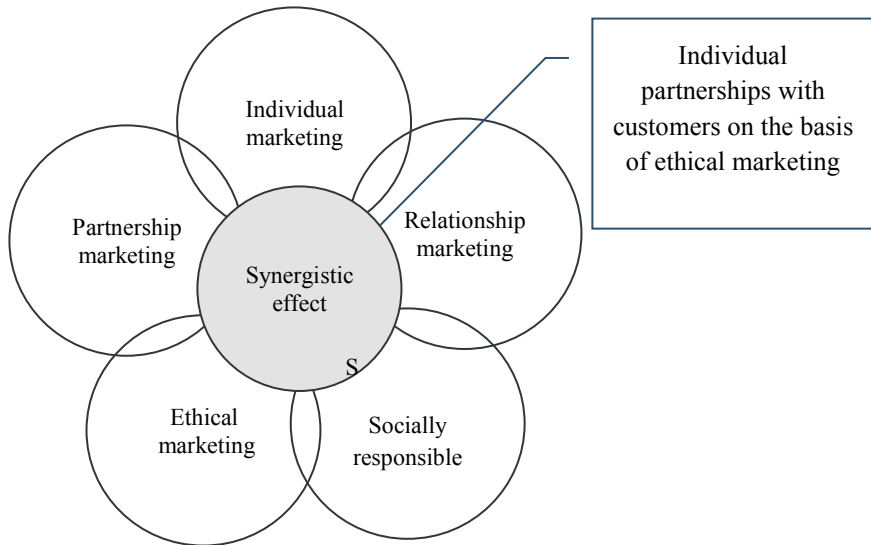 Individual
marketing
Individual
partnerships with
customers on the basis
of ethical marketing
Partnership
marketing
Relationship
marketing
Synergistic
effect
S
Ethical
marketing
Socially
responsible